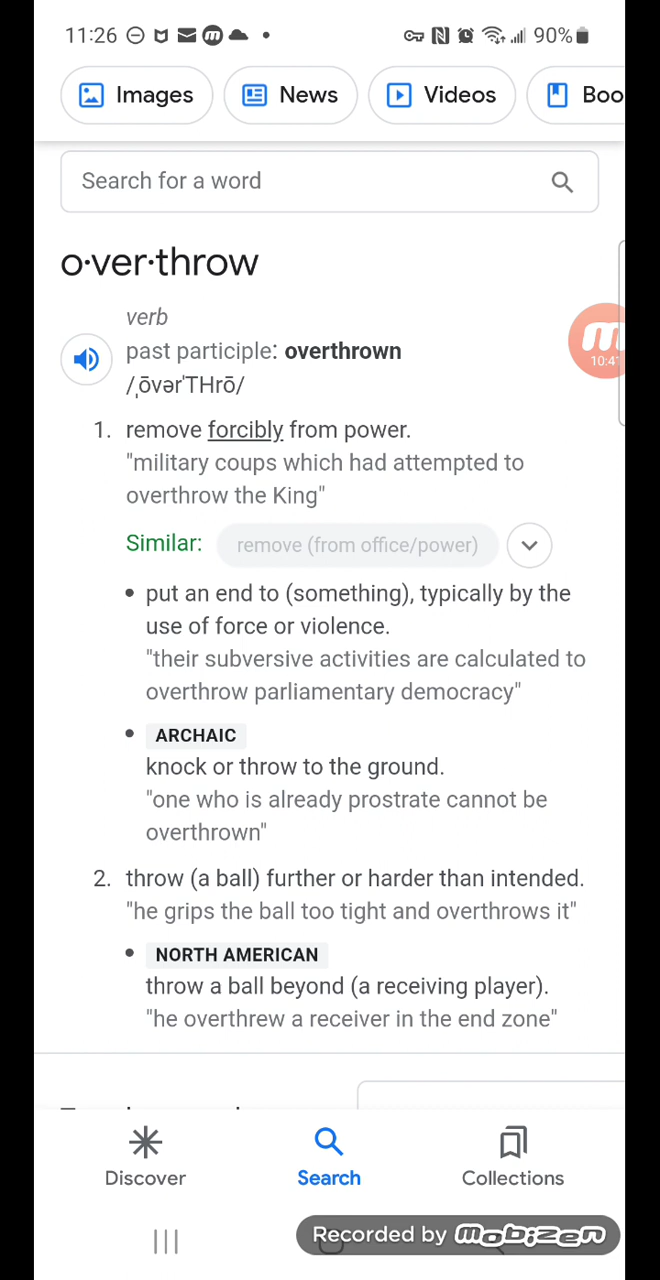 11:26 90%
Images News Videos Boo
Search for a word
o·ver·throw
verb
past participle: overthrown
/ˌōvərˈTHrō/
10:4
1. remove forcibly from power.
"military coups which had attempted to
overthrow the King"
Similar: remove (from office/power)
• put an end to (something), typically by the
use of force or violence.
"their subversive activities are calculated to
overthrow parliamentary democracy"
• ARCHAIC
knock or throw to the ground.
"one who is already prostrate cannot be
overthrown"
2. throw (a ball) further or harder than intended.
"he grips the ball too tight and overthrows it"
• NORTH AMERICAN
throw a ball beyond (a receiving player).
"he overthrew a receiver in the end zone"
Discover Search Collections
Recorded by mobizen